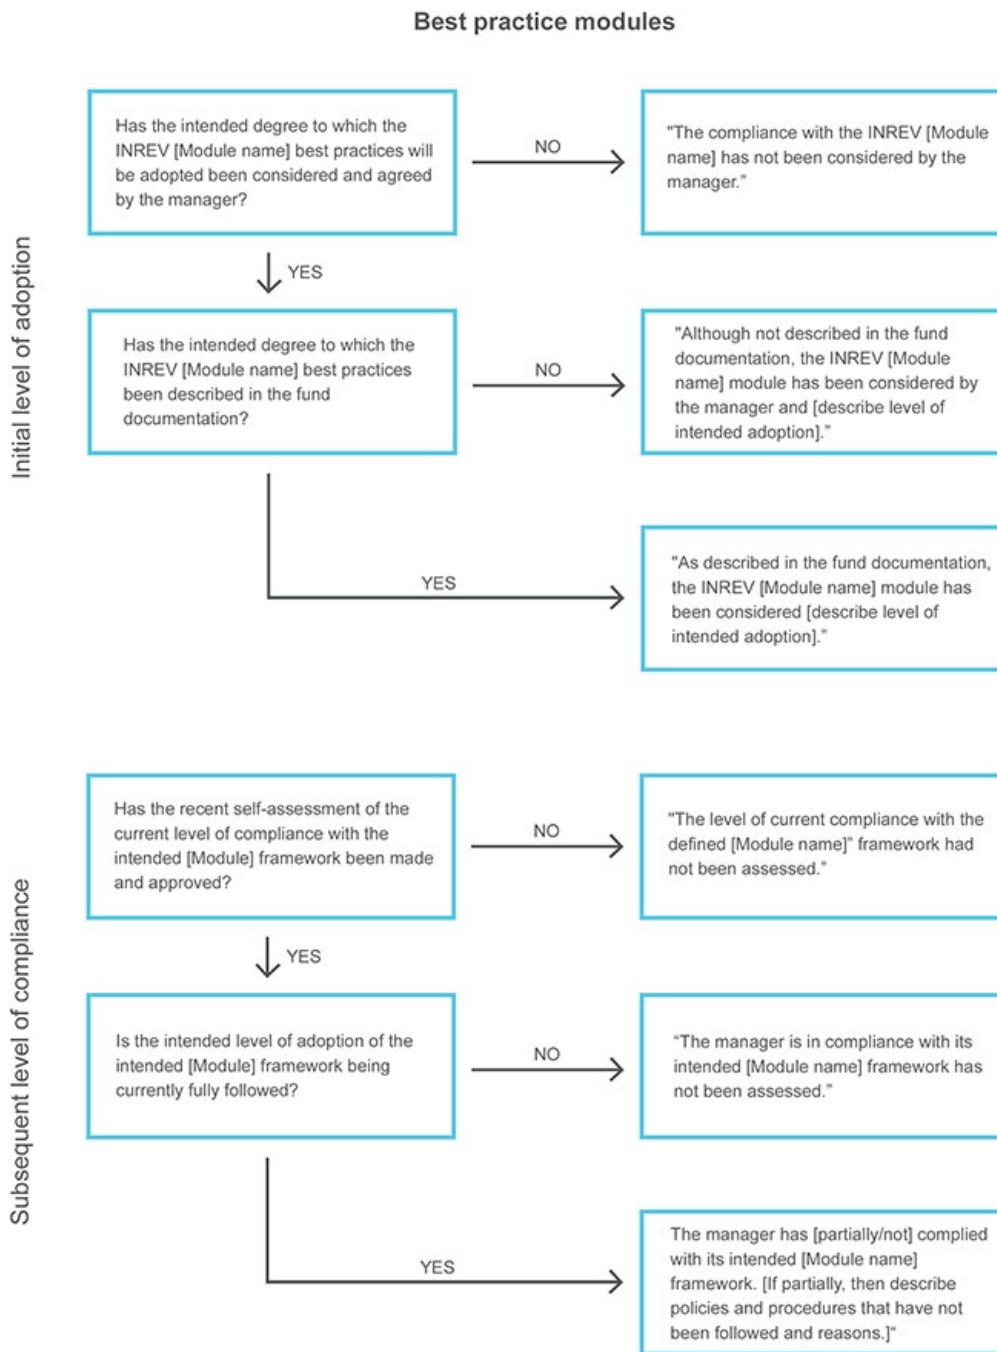 Best practice modules
Initial level of adoption
Has the intended degree to which the
INREV [Module name] best practices will
be adopted been considered and agreed
by the manager?
NO
"The compliance with the INREV [Module
name] has not been considered by the
manager.”
YES
Has the intended degree to which the
INREV [Module name] best practices
been described in the fund
documentation?
NO
"Although not described in the fund
documentation, the INREV [Module
name] module has been considered by
the manager and [describe level of
intended adoption].”
YES
"As described in the fund documentation,
the INREV [Module name] module has
been considered [describe level of
intended adoption].”
Subsequent level of compliance
Has the recent self-assessment of the
current level of compliance with the
intended [Module] framework been made
and approved?
NO
"The level of current compliance with the
defined [Module name]” framework had
not been assessed.”
YES
Is the intended level of adoption of the
intended [Module] framework being
currently fully followed?
NO
“The manager is in compliance with its
intended [Module name] framework has
not been assessed.”
YES
The manager has [partially/not] complied
with its intended [Module name]
framework. [If partially, then describe
policies and procedures that have not
been followed and reasons.]“